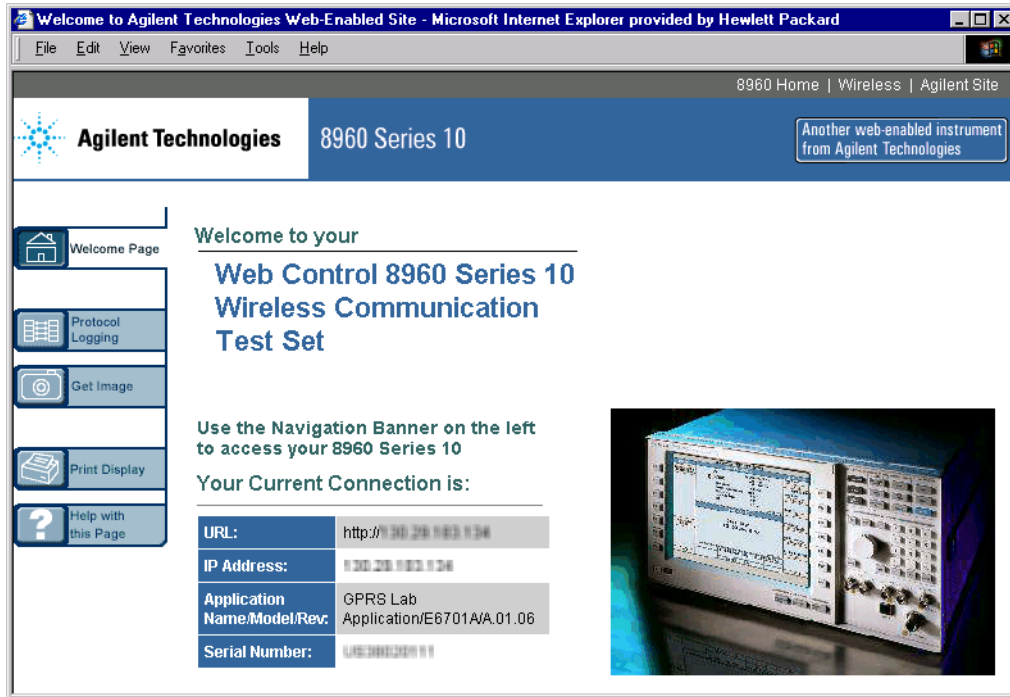 Welcome to Agilent Technologies Web-Enabled Site - Microsoft Internet Explorer provided by Hewlett Packard
File Edit View Favorites Tools Help
8960 Home | Wireless | Agilent Site
Agilent Technologies
8960 Series 10
Another web-enabled instrument
from Agilent Technologies
Welcome Page
Protocol
Logging
Get Image
Print Display
Help with
this Page
Welcome to your
Web Control 8960 Series 10
Wireless Communication
Test Set
Use the Navigation Banner on the left
to access your 8960 Series 10
Your Current Connection is:
URL: http://
IP Address:
Application
Name/Model/Rev:
GPRS Lab
Application/E6701A/A.01.06
Serial Number: